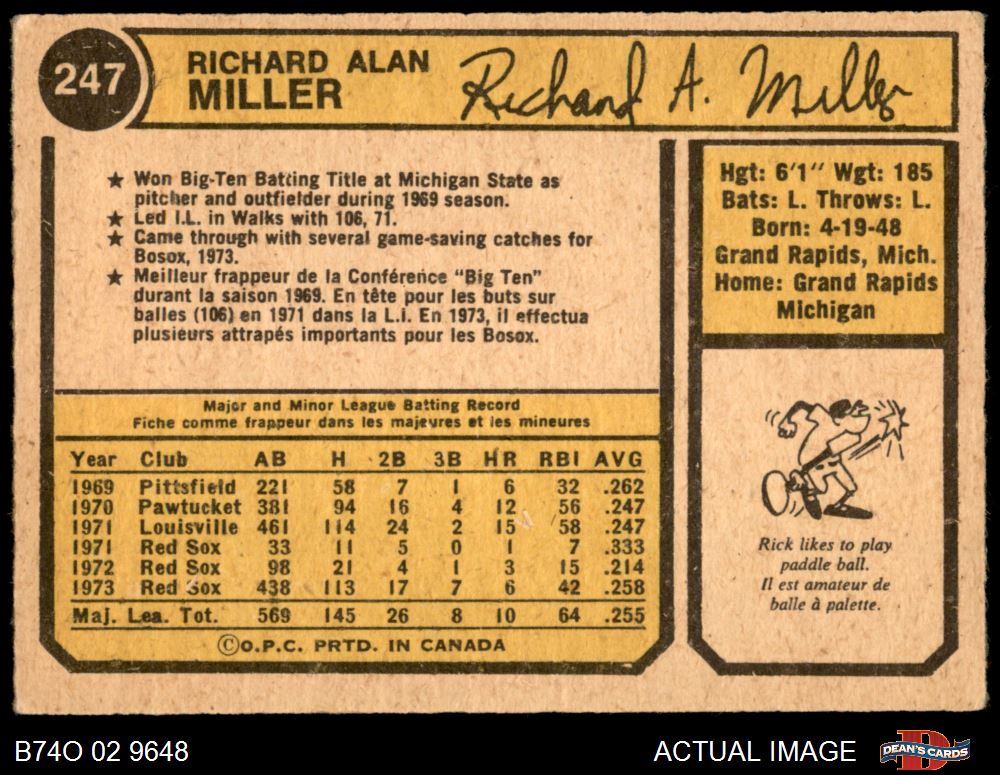 247
RICHARD ALAN
MILLER
Richard A. Miller
★ Won Big-Ten Batting Title at Michigan State as
pitcher and outfielder during 1969 season.
★ Led I.L. in Walks with 106, 71.
★ Came through with several game-saving catches for
Bosox, 1973.
★ Meilleur frappeur de la Conférence "Big Ten"
durant la saison 1969. En tête pour les buts sur
balles (106) en 1971 dans la L.I. En 1973, il effectua
plusieurs attrapés importants pour les Bosox.
Hgt: 6'1" Wgt: 185
Bats: L. Throws: L.
Born: 4-19-48
Grand Rapids, Mich.
Home: Grand Rapids
Michigan
Major and Minor League Batting Record
Fiche comme frappeur dans les majeures et les mineures
Year Club AB H 2B 3B HR RBI AVG
1969 Pittsfield 221 58 7 1 6 32 .262
1970 Pawtucket 381 94 16 4 12 56 .247
1971 Louisville 461 114 24 2 15 58 .247
1971 Red Sox 33 11 5 0 1 7 .333
1972 Red Sox 98 21 4 1 3 15 .214
1973 Red Sox 438 113 17 7 6 42 .258
Maj. Lea. Tot. 569 145 26 8 10 64 .255
©O.P.C. PRTD. IN CANADA
Rick likes to play
paddle ball.
Il est amateur de
balle à palette.
B74O 02 9648
ACTUAL IMAGE
DEAN'S CARDS